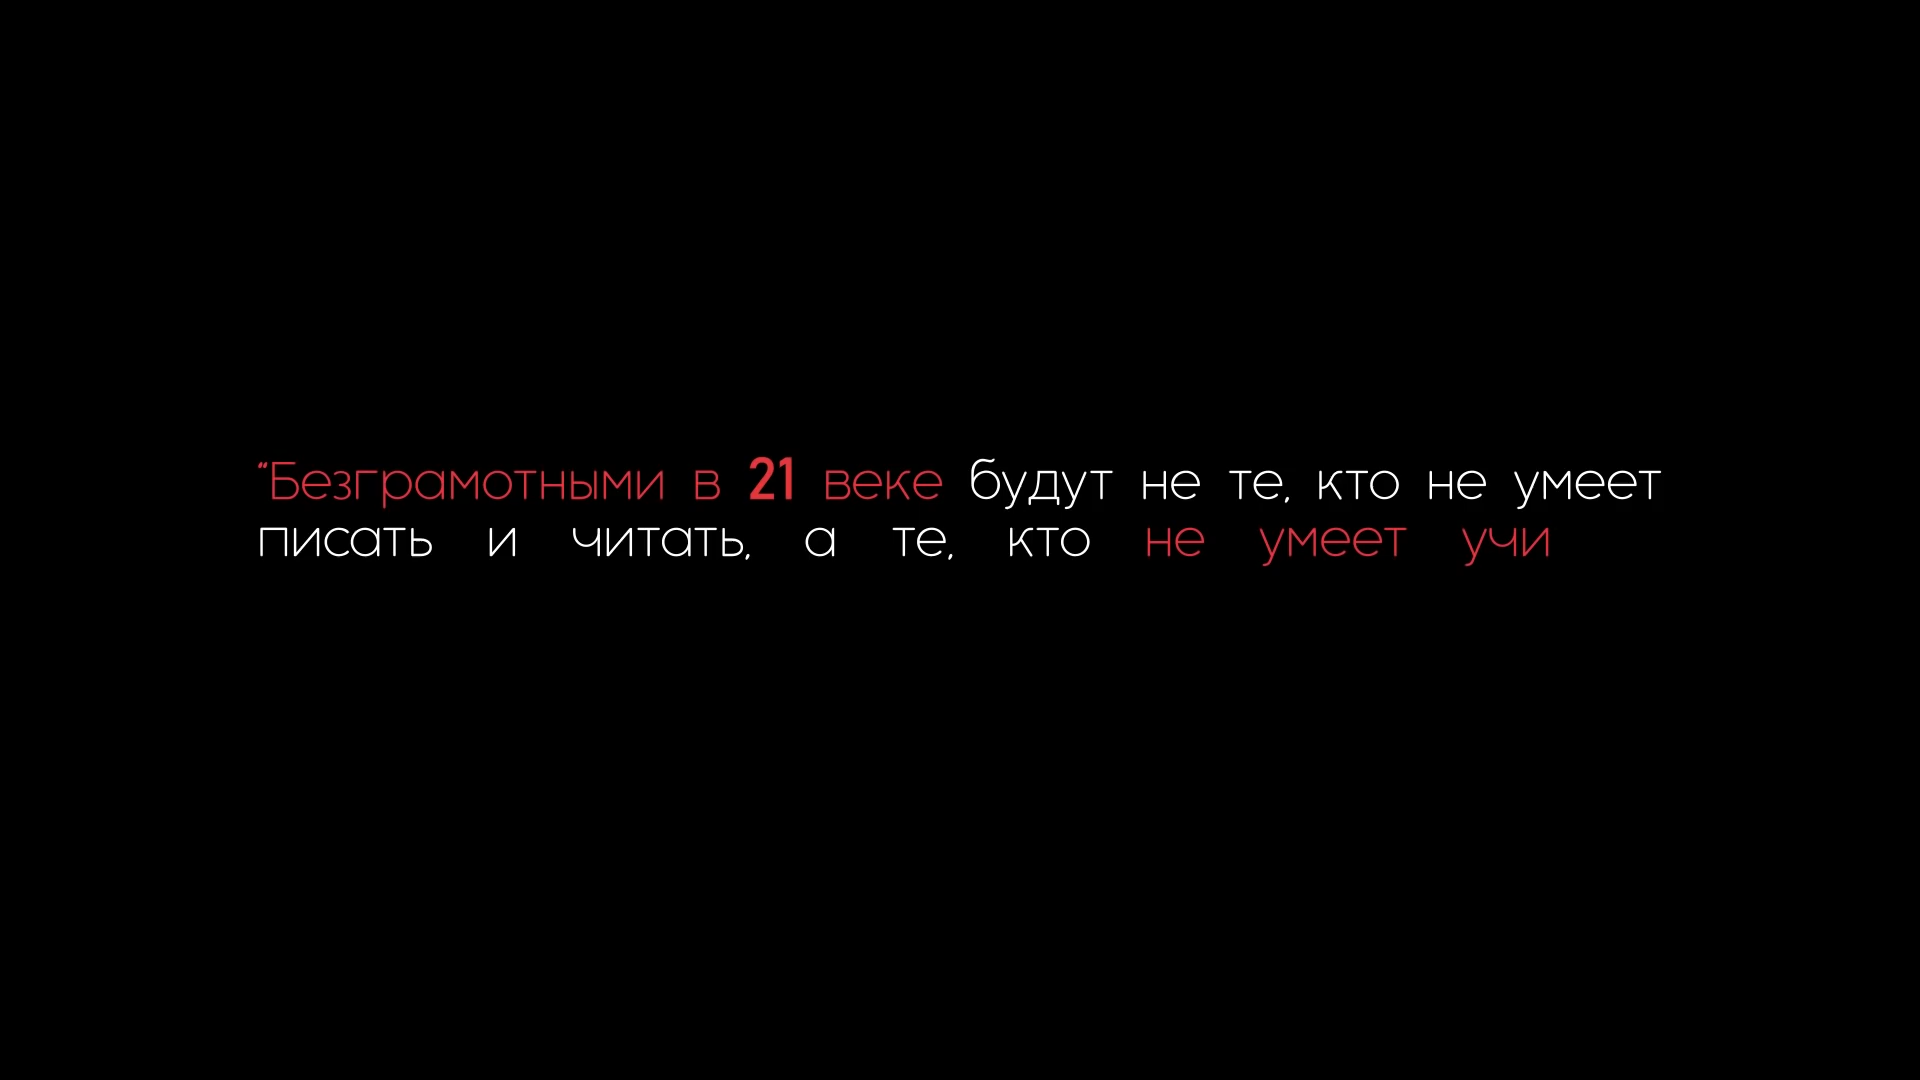 “Безграмотными в 21 веке будут не те, кто не умеет
писать и читать, а те, кто не умеет учи